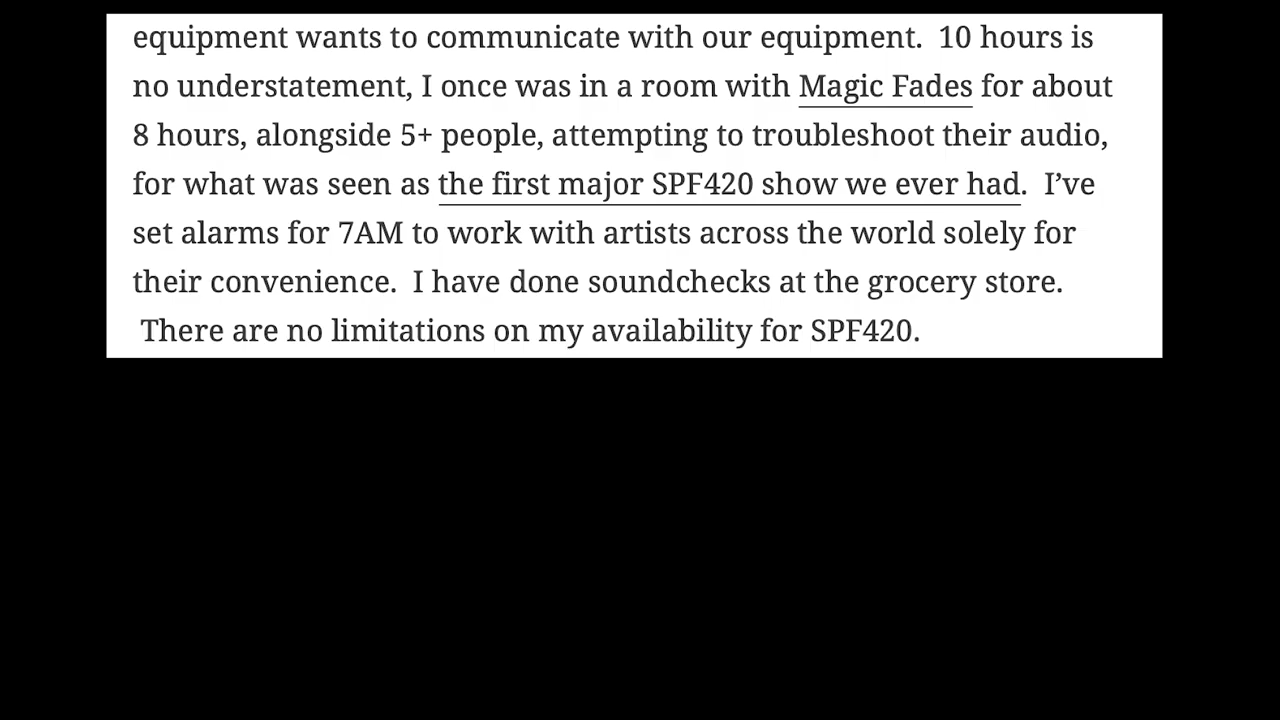 equipment wants to communicate with our equipment.  10 hours is
no understatement, I once was in a room with Magic Fades for about
8 hours, alongside 5+ people, attempting to troubleshoot their audio,
for what was seen as the first major SPF420 show we ever had.  I’ve
set alarms for 7AM to work with artists across the world solely for
their convenience.  I have done soundchecks at the grocery store.
There are no limitations on my availability for SPF420.